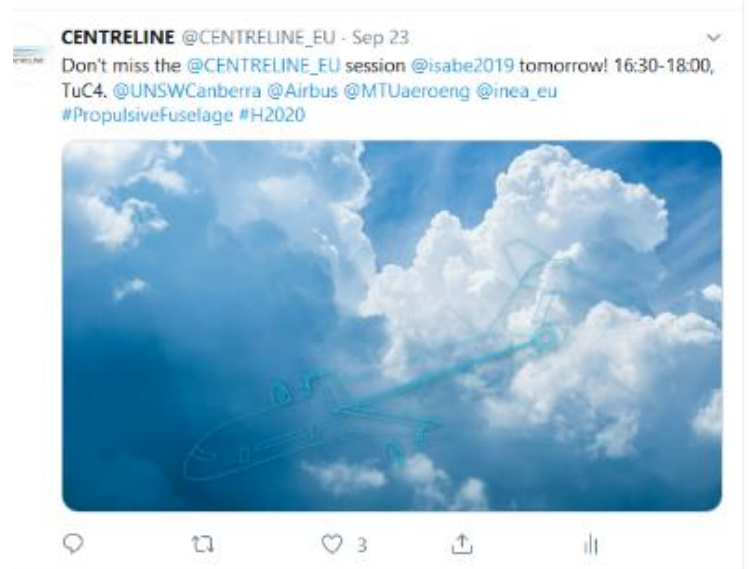 CENTRELINE @CENTRELINE_EU · Sep 23
Don't miss the @CENTRELINE_EU session @isabe2019 tomorrow! 16:30-18:00,
TuC4. @UNSWCanberra @Airbus @MTUaeroeng @inea_eu
#PropulsiveFuselage #H2020
3